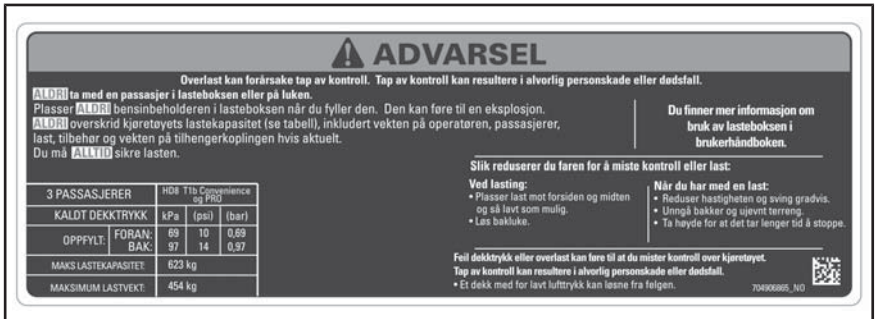 ADVARSEL
Overlast kan forårsake tap av kontroll. Tap av kontroll kan resultere i alvorlig personskade eller dødsfall.
ALDRI ta med en passasjer i lasteboksen eller på luken.
Plasser ALDRI bensinbeholderen i lasteboksen når du fyller den. Den kan føre til en eksplosjon.
ALDRI overskrid kjøretøyets lastekapasitet (se tabell), inkludert vekten på operatøren, passasjerer,
last, tilbehør og vekten på tilhengerkoplingen hvis aktuelt.
Du må ALLTID sikre lasten.
Du finner mer informasjon om
bruk av lasteboksen i
brukerhåndboken.
3 PASSASJERER HD8 T1b Convenience
og PRO
KALDT DEKKTRYKK kPa (psi) (bar)
OPPFYLT: FORAN: 69 10 0,69
BAK: 97 14 0,97
MAKS LASTEKAPASITET: 623 kg
MAKSIMUM LASTVEKT: 454 kg
Slik reduserer du faren for å miste kontroll eller last:
Ved lasting:
• Plasser last mot forsiden og midten
og så lavt som mulig.
• Løs bakluke.
Når du har med en last:
• Reduser hastigheten og sving gradvis.
• Unngå bakker og ujevnt terreng.
• Ta høyde for at det tar lenger tid å stoppe.
Feil dekktrykk eller overlast kan føre til at du mister kontroll over kjøretøyet.
Tap av kontroll kan resultere i alvorlig personskade eller dødsfall.
• Et dekk med for lavt lufttrykk kan løsne fra felgen.
704906865_NO